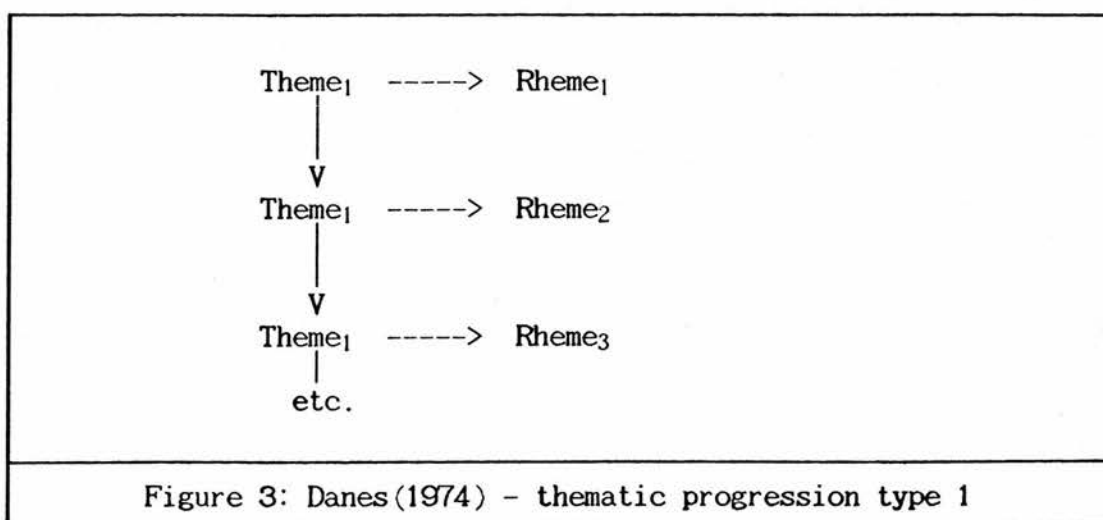 Theme₁ -----> Rheme₁
V
Theme₁ -----> Rheme₂
V
Theme₁ -----> Rheme₃
etc.
Figure 3: Danes(1974) - thematic progression type 1